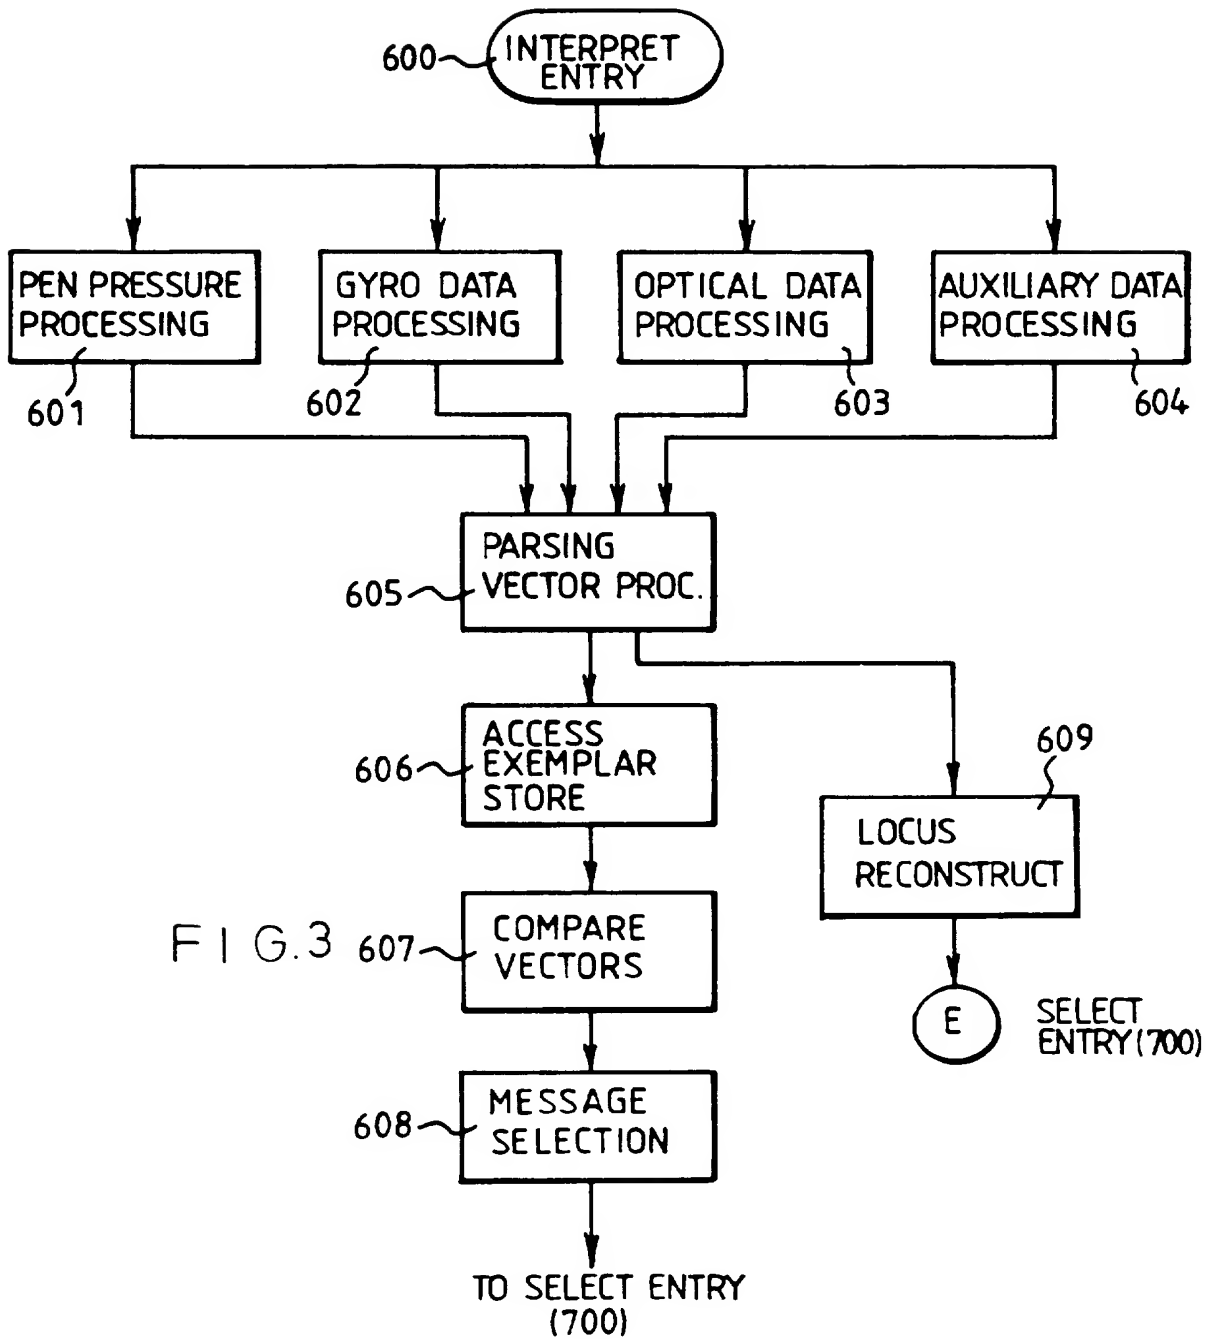 600
INTERPRET
ENTRY
PEN PRESSURE
PROCESSING
601
GYRO DATA
PROCESSING
602
OPTICAL DATA
PROCESSING
603
AUXILIARY DATA
PROCESSING
604
PARSING
VECTOR PROC.
605
ACCESS
EXEMPLAR
STORE
606
609
LOCUS
RECONSTRUCT
FIG.3
607
COMPARE
VECTORS
E
SELECT
ENTRY(700)
608
MESSAGE
SELECTION
TO SELECT ENTRY
(700)